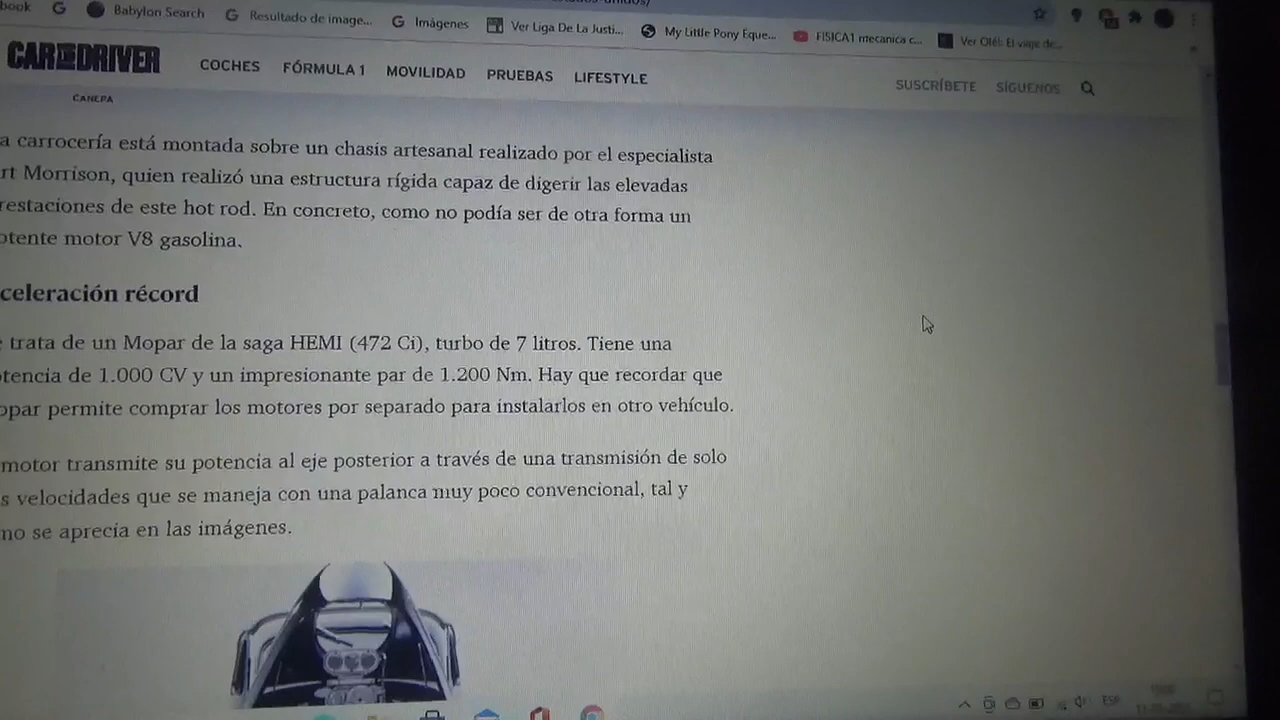 book
Babylon Search
Resultado de image...
Imágenes
Ver Liga De La Justi...
My Little Pony Eque...
FISICA1 mecanica c...
Ver Olé!: El viaje de...
CAR AND DRIVER
COCHES
FÓRMULA 1
MOVILIDAD
PRUEBAS
LIFESTYLE
SUSCRÍBETE
SÍGUENOS
CANEPA
a carrocería está montada sobre un chasis artesanal realizado por el especialista
rt Morrison, quien realizó una estructura rígida capaz de digerir las elevadas
restaciones de este hot rod. En concreto, como no podía ser de otra forma un
otente motor V8 gasolina.
celeración récord
trata de un Mopar de la saga HEMI (472 Ci), turbo de 7 litros. Tiene una
otencia de 1.000 CV y un impresionante par de 1.200 Nm. Hay que recordar que
opar permite comprar los motores por separado para instalarlos en otro vehículo.
motor transmite su potencia al eje posterior a través de una transmisión de solo
s velocidades que se maneja con una palanca muy poco convencional, tal y
mo se aprecia en las imágenes.
ESP